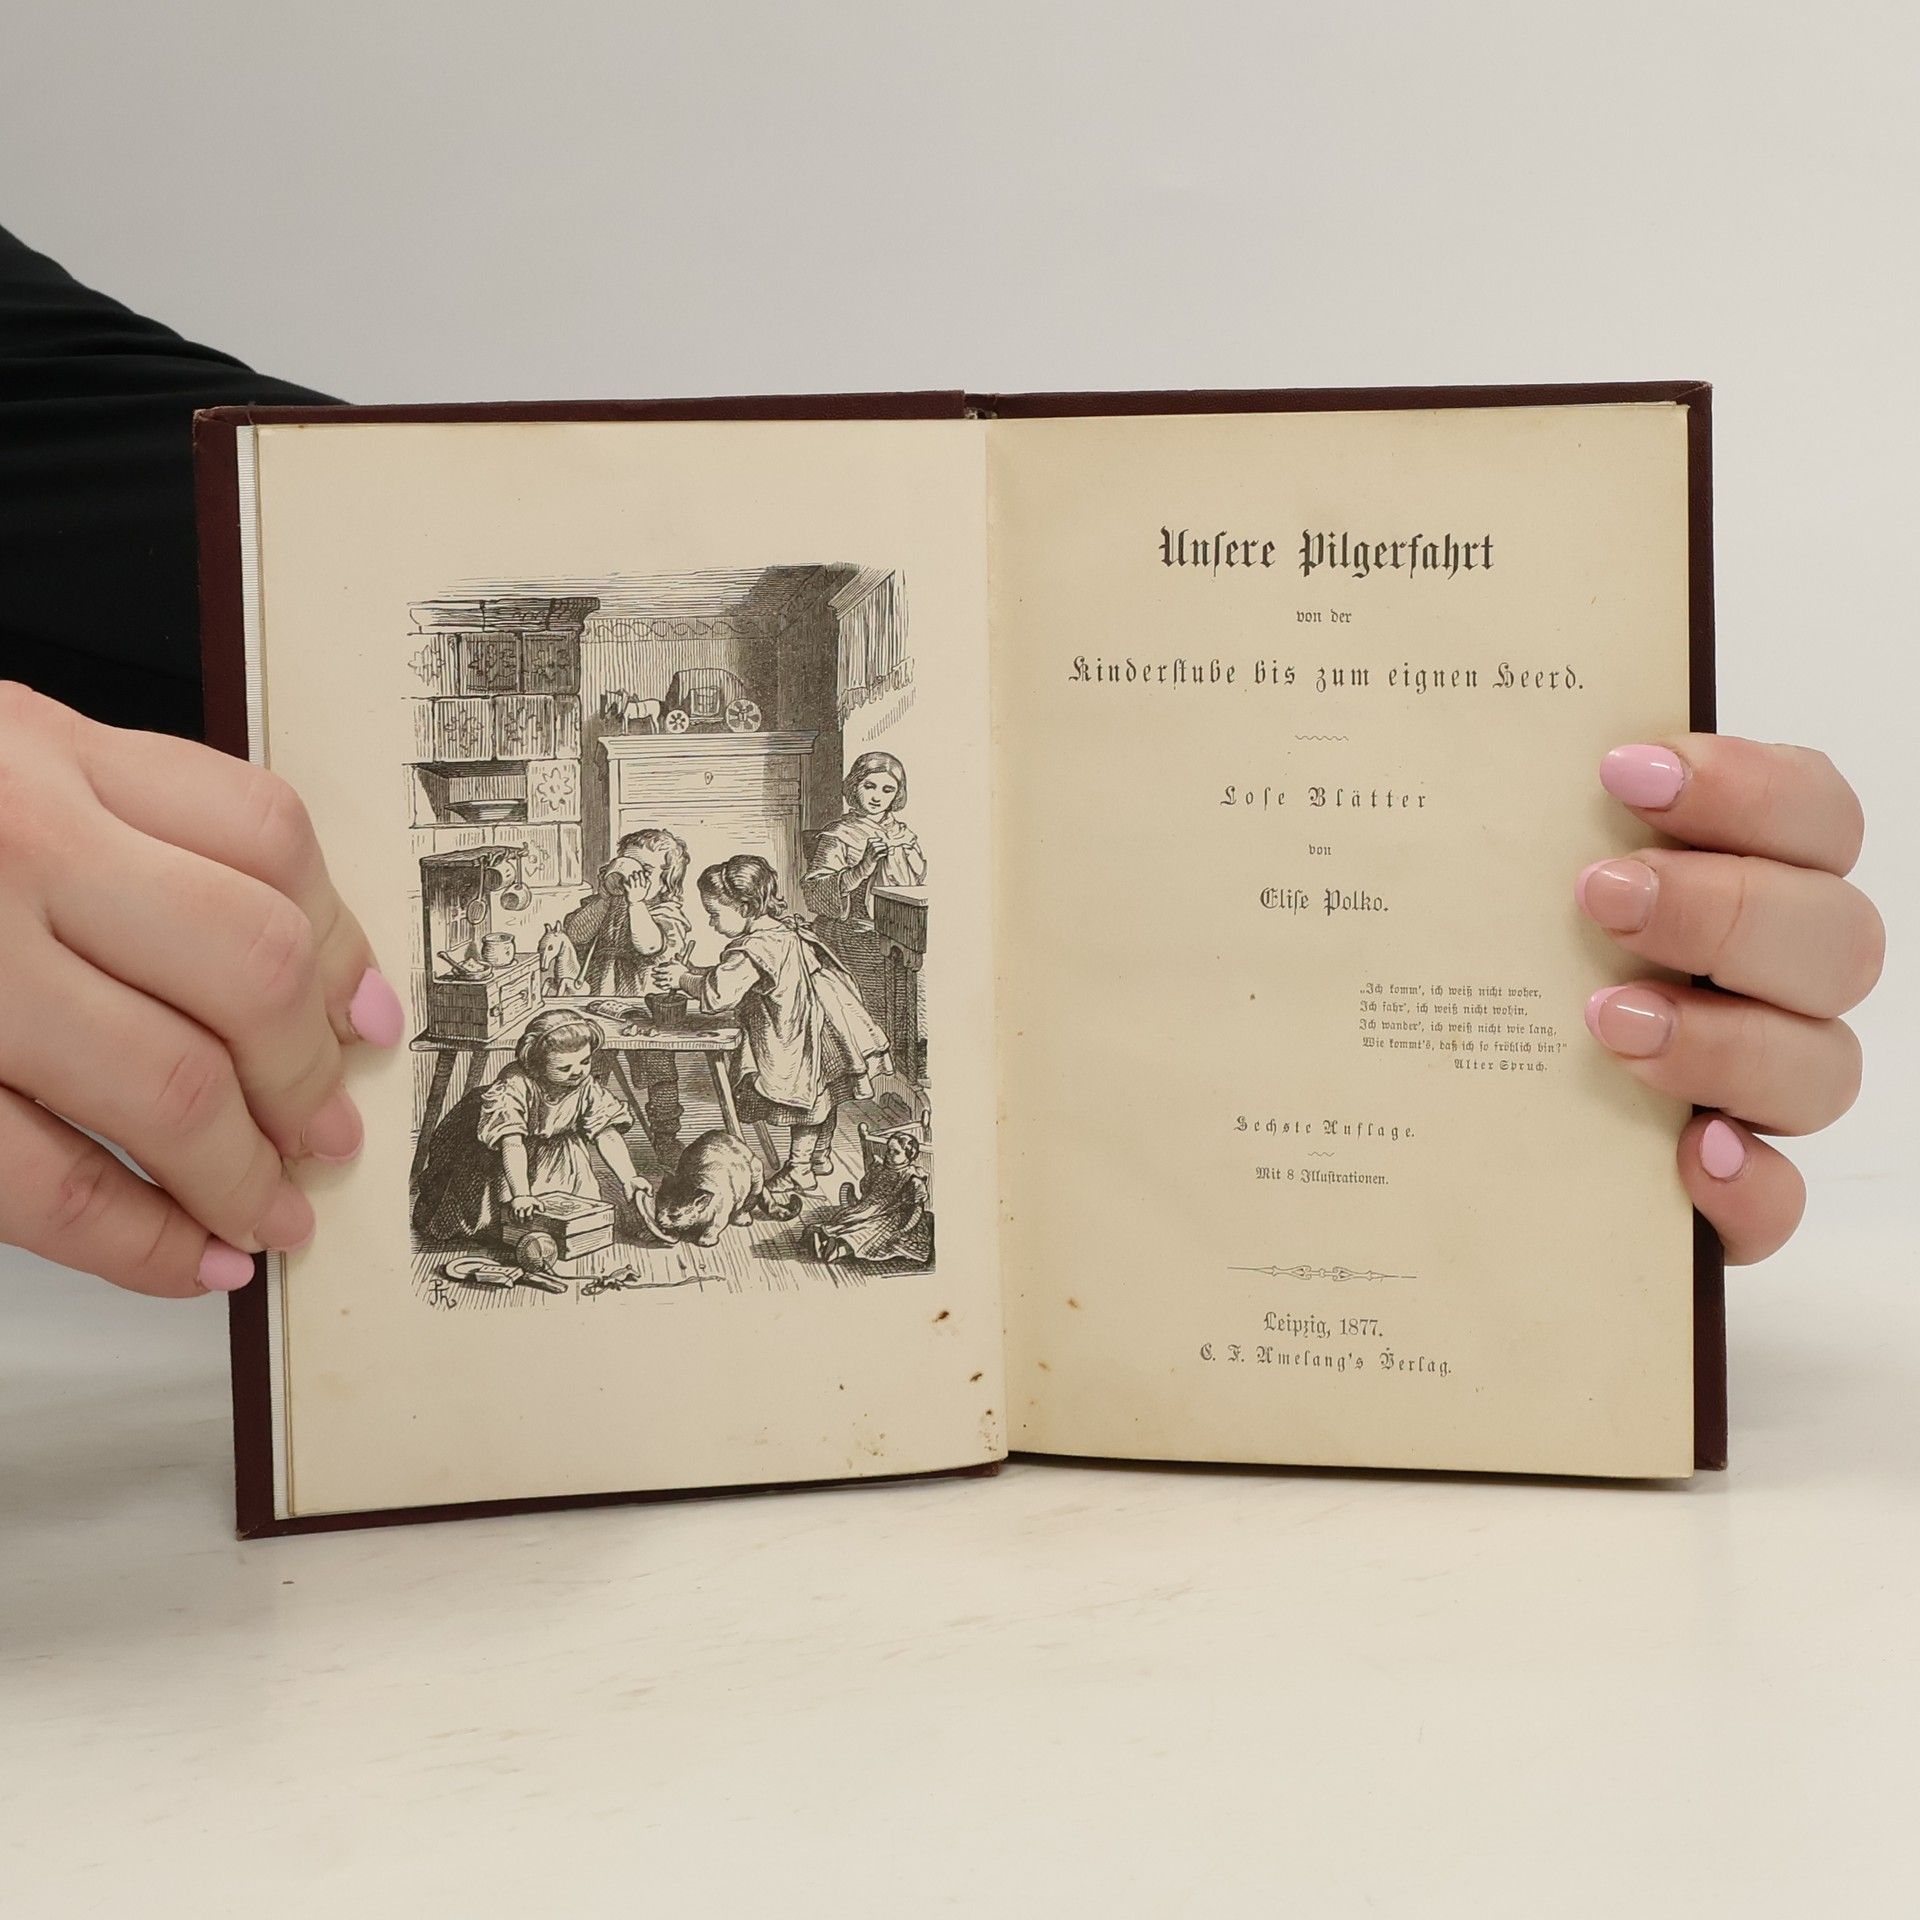 Unsere Pilgerfahrt
von der
Kinderstube bis zum eignen Heerd.
Lose Blätter
von
Elise Polko.
„Ich komm', ich weiß nicht woher,
Ich fahr', ich weiß nicht wohin,
Ich wander', ich weiß nicht wie lang,
Wie kommt's, daß ich so fröhlich bin?"
Alter Spruch.
Sechste Auflage.
Mit 8 Illustrationen.
Leipzig, 1877.
C. F. Amelang's Verlag.